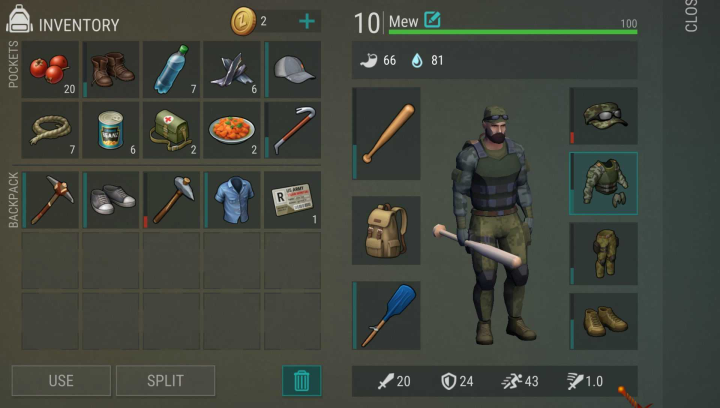 INVENTORY
2
+
POCKETS
20
7
6
7
6
2
2
BACKPACK
R
1
USE
SPLIT
10 Mew
100
66 81
20 24 43 1.0
CLOS